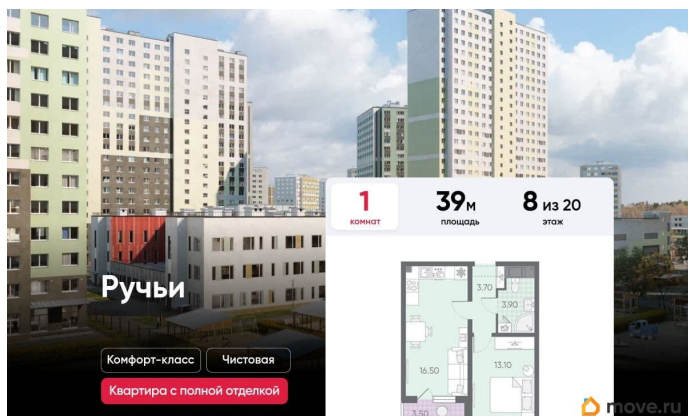 1
комнат
39м
площадь
8 из 20
этаж
3.70
3.90
16.50
13.10
3.50
Ручьи
Комфорт-класс
Чистовая
Квартира с полной отделкой
move.ru